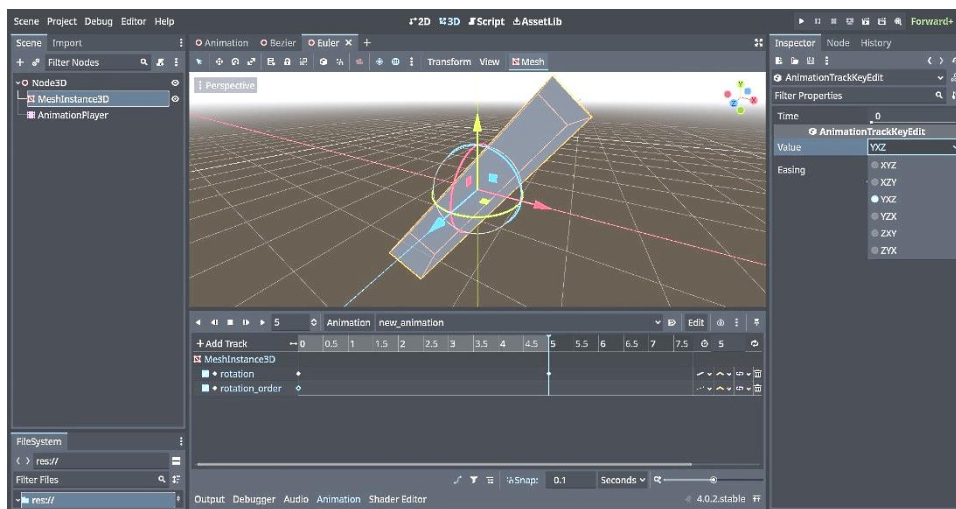 Scene Project Debug Editor Help
2D 3D Script AssetLib
Forward+
Scene Import
Filter Nodes
Node3D
MeshInstance3D
AnimationPlayer
Animation Bezier Euler × +
Transform View Mesh
Perspective
Y
X
Z
Inspector Node History
AnimationTrackKeyEdit
Filter Properties
Time 0
AnimationTrackKeyEdit
Value YXZ
Easing
XYZ
XZY
YXZ
YZX
ZXY
ZYX
5 Animation new_animation Edit
+Add Track 0 0.5 1 1.5 2 2.5 3 3.5 4 4.5 5 5.5 6 6.5 7 7.5 5
MeshInstance3D
rotation
rotation_order
Snap: 0.1 Seconds
Output Debugger Audio Animation Shader Editor 4.0.2.stable
FileSystem
res://
Filter Files
res://